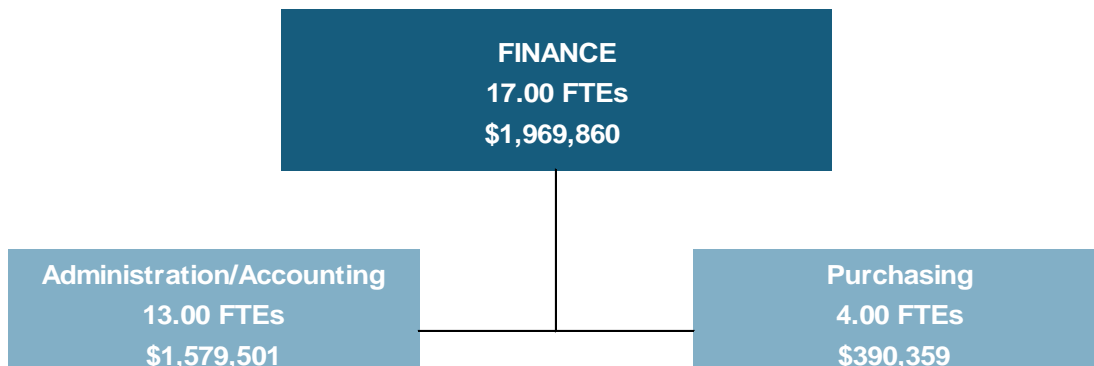 FINANCE
17.00 FTEs
$1,969,860
Administration/Accounting
13.00 FTEs
$1,579,501
Purchasing
4.00 FTEs
$390,359